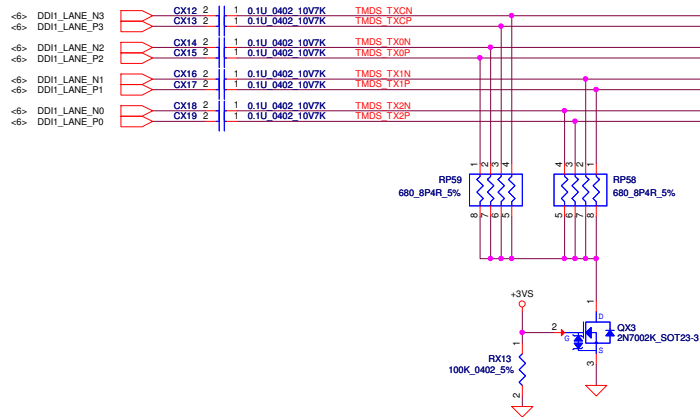 <6> DDI1_LANE_N3 CX12 2 1 0.1U_0402_10V7K TMDS_TXCN
<6> DDI1_LANE_P3 CX13 2 1 0.1U_0402_10V7K TMDS_TXCP
<6> DDI1_LANE_N2 CX14 2 1 0.1U_0402_10V7K TMDS_TX0N
<6> DDI1_LANE_P2 CX15 2 1 0.1U_0402_10V7K TMDS_TX0P
<6> DDI1_LANE_N1 CX16 2 1 0.1U_0402_10V7K TMDS_TX1N
<6> DDI1_LANE_P1 CX17 2 1 0.1U_0402_10V7K TMDS_TX1P
<6> DDI1_LANE_N0 CX18 2 1 0.1U_0402_10V7K TMDS_TX2N
<6> DDI1_LANE_P0 CX19 2 1 0.1U_0402_10V7K TMDS_TX2P
1 2 3 4 4 3 2 1
RP59 RP58
680_8P4R_5% 680_8P4R_5%
8 7 6 5 5 6 7 8
+3VS
1
D
2 G QX3
2N7002K_SOT23-3
S
1 3
RX13
100K_0402_5%
2